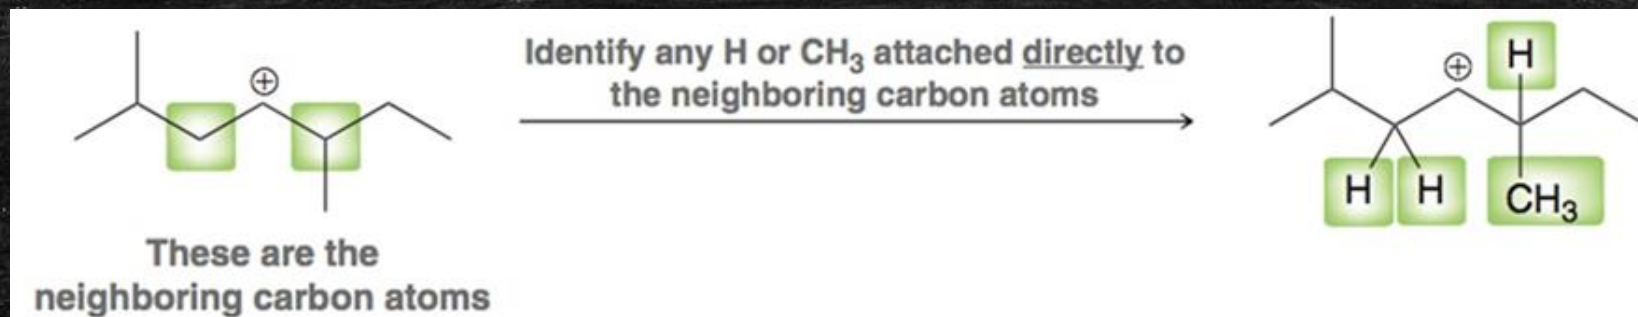 Identify any H or CH₃ attached directly to
the neighboring carbon atoms
⊕
⊕
H
H
H
CH₃
These are the
neighboring carbon atoms